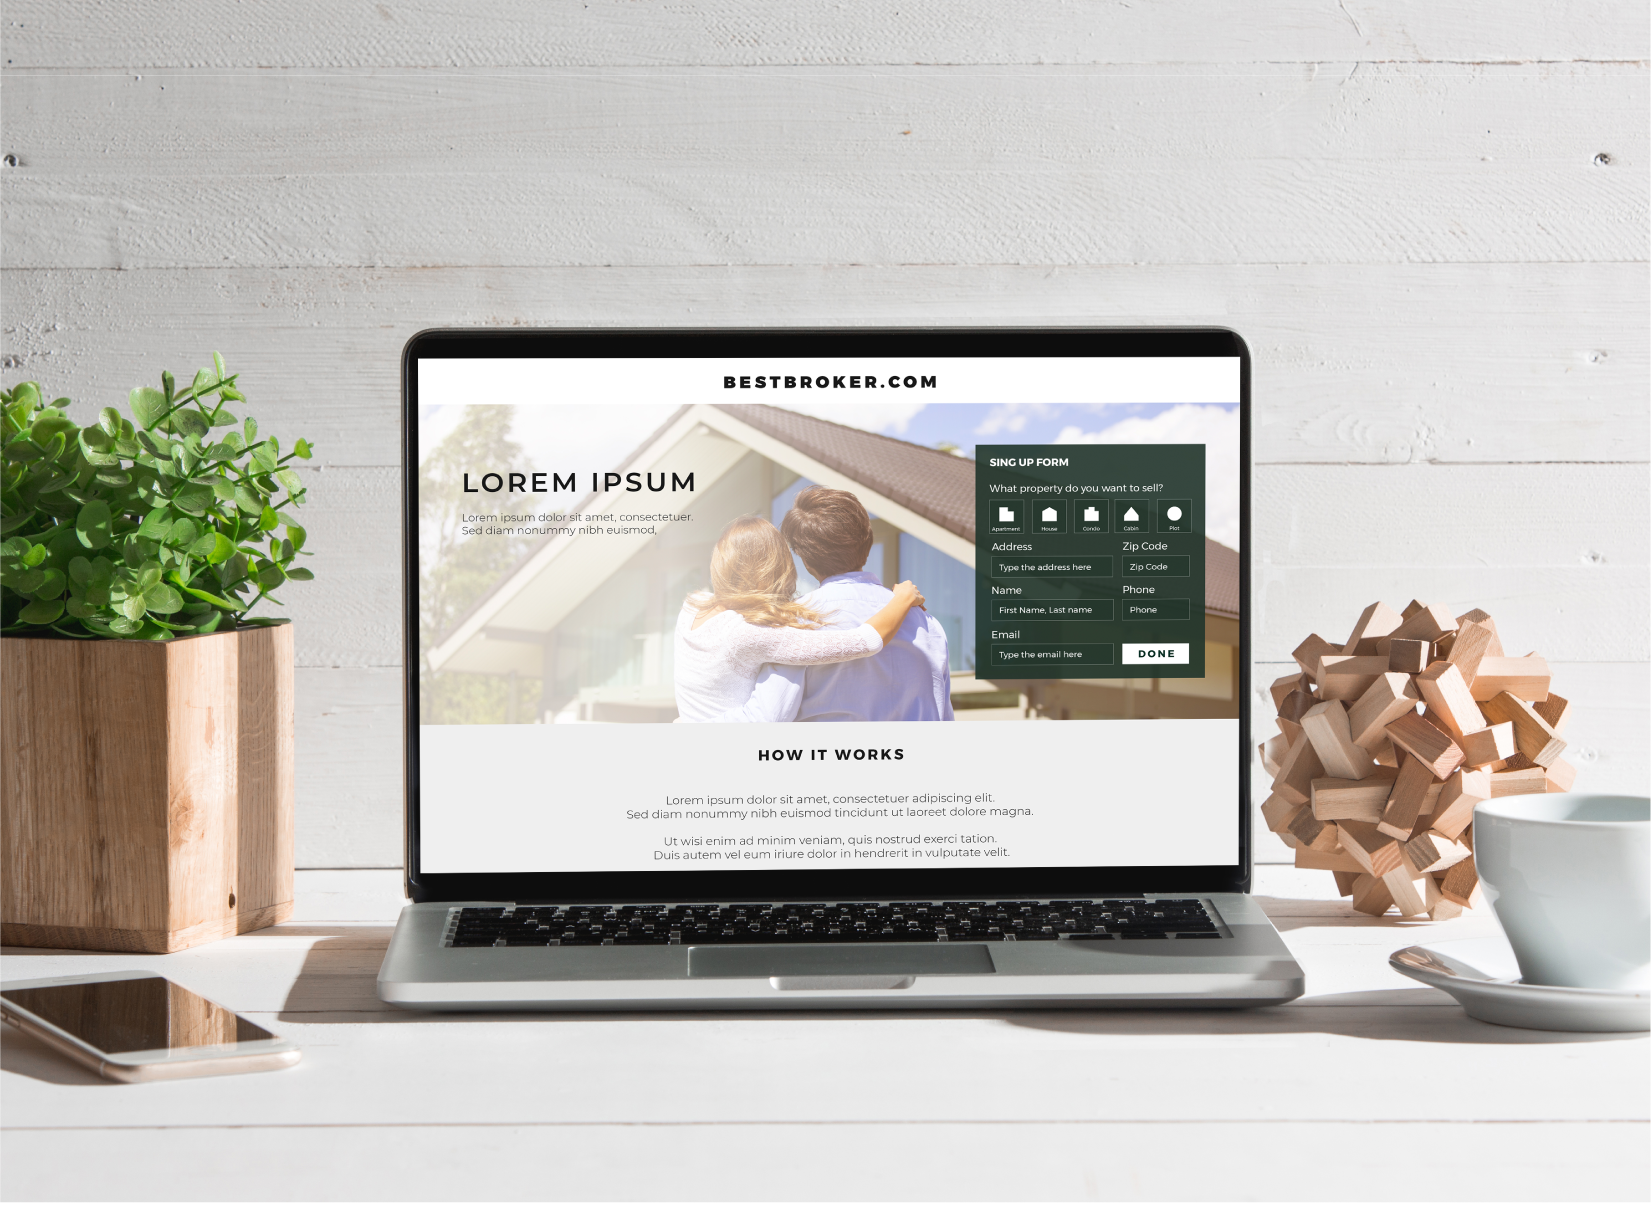 BESTBROKER.COM
LOREM IPSUM
Lorem ipsum dolor sit amet, consectetuer.
Sed diam nonummy nibh euismod,
SING UP FORM
What property do you want to sell?
Apartment House Condo Cabin Plot
Address Zip Code
Type the address here Zip Code
Name Phone
First Name, Last name Phone
Email
Type the email here DONE
HOW IT WORKS
Lorem ipsum dolor sit amet, consectetuer adipiscing elit.
Sed diam nonummy nibh euismod tincidunt ut laoreet dolore magna.
Ut wisi enim ad minim veniam, quis nostrud exerci tation.
Duis autem vel eum iriure dolor in hendrerit in vulputate velit.